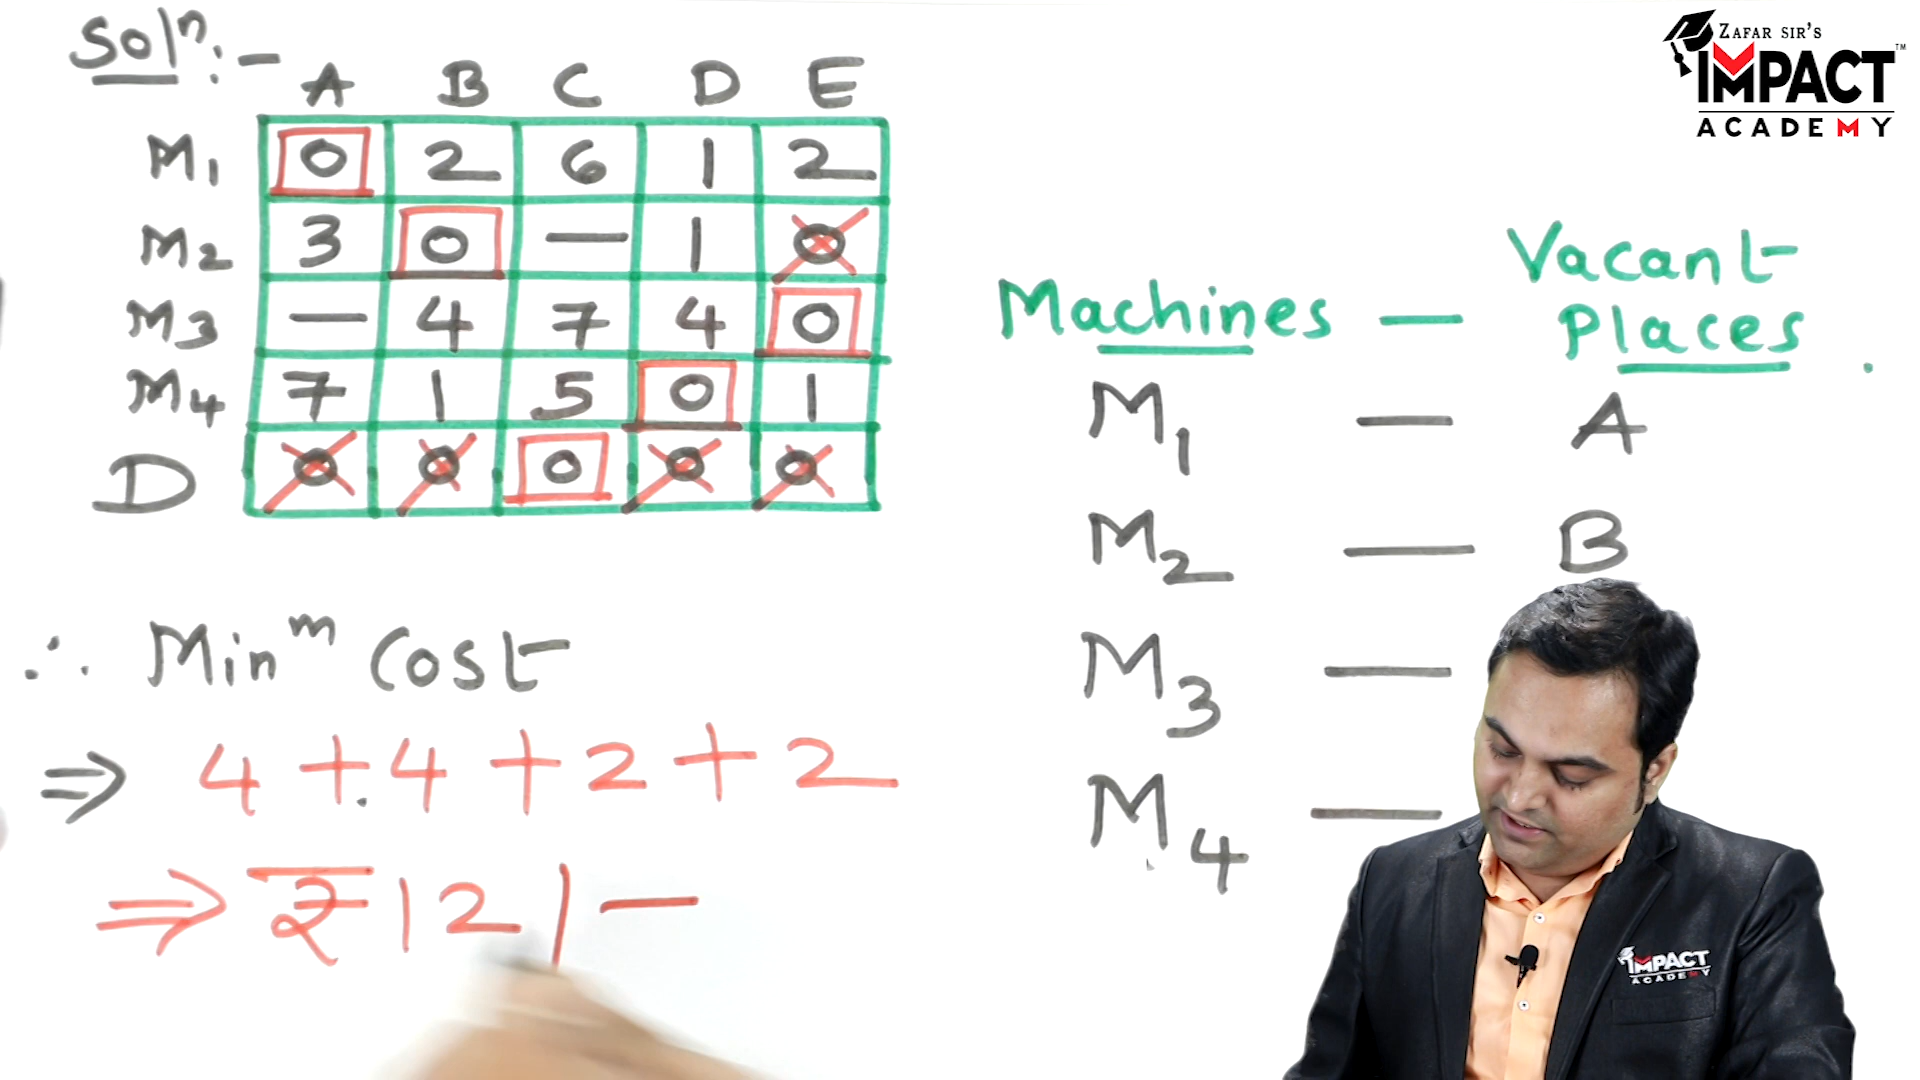 Solⁿ:-
A B C D E
M1 0 2 6 1 2
M2 3 0 — 1 0
M3 — 4 7 4 0
M4 7 1 5 0 1
D 0 0 0 0 0
∴ Minᵐ Cost
⇒ 4 + 4 + 2 + 2
⇒ ₹12/—
Machines — Vacant
Places
M1 — A
M2 — B
M3 —
M4 —
ZAFAR SIR'S
IMPACT™
ACADEMY
IMPACT
ACADEMY